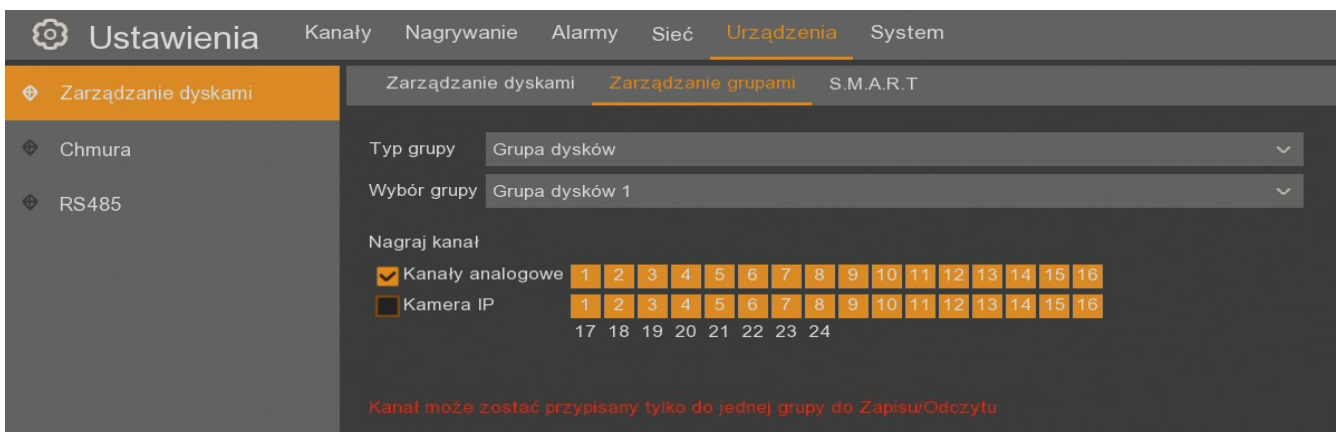 Ustawienia Kanały Nagrywanie Alarmy Sieć Urządzenia System
Zarządzanie dyskami
Chmura
RS485
Zarządzanie dyskami Zarządzanie grupami S.M.A.R.T
Typ grupy Grupa dysków
Wybór grupy Grupa dysków 1
Nagraj kanał
Kanały analogowe 1 2 3 4 5 6 7 8 9 10 11 12 13 14 15 16
Kamera IP 1 2 3 4 5 6 7 8 9 10 11 12 13 14 15 16
17 18 19 20 21 22 23 24
Kanał może zostać przypisany tylko do jednej grupy do Zapisu/Odczytu